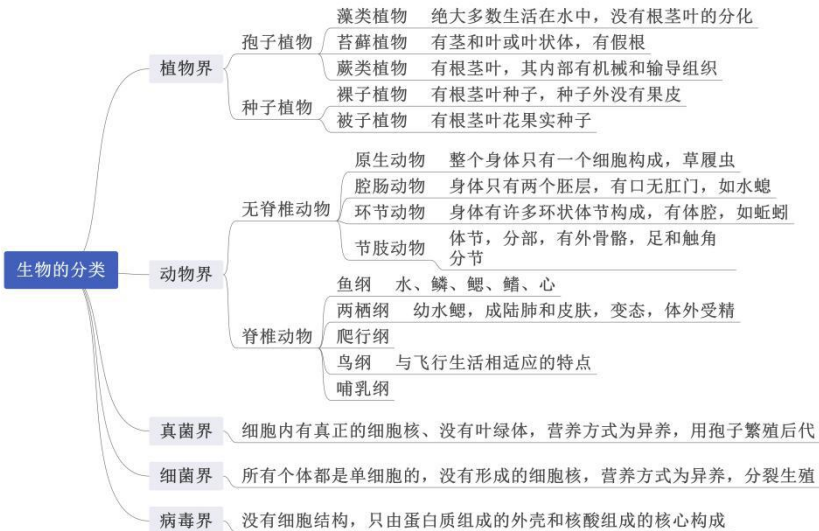 生物的分类
植物界
孢子植物
藻类植物 绝大多数生活在水中，没有根茎叶的分化
苔藓植物 有茎和叶或叶状体，有假根
蕨类植物 有根茎叶，其内部有机械和输导组织
种子植物
裸子植物 有根茎叶种子，种子外没有果皮
被子植物 有根茎叶花果实种子
动物界
无脊椎动物
原生动物 整个身体只有一个细胞构成，草履虫
腔肠动物 身体只有两个胚层，有口无肛门，如水螅
环节动物 身体有许多环状体节构成，有体腔，如蚯蚓
节肢动物 体节，分部，有外骨骼，足和触角
分节
脊椎动物
鱼纲 水、鳞、鳃、鳍、心
两栖纲 幼水鳃，成陆肺和皮肤，变态，体外受精
爬行纲
鸟纲 与飞行生活相适应的特点
哺乳纲
真菌界 细胞内有真正的细胞核、没有叶绿体，营养方式为异养，用孢子繁殖后代
细菌界 所有个体都是单细胞的，没有形成的细胞核，营养方式为异养，分裂生殖
病毒界 没有细胞结构，只由蛋白质组成的外壳和核酸组成的核心构成